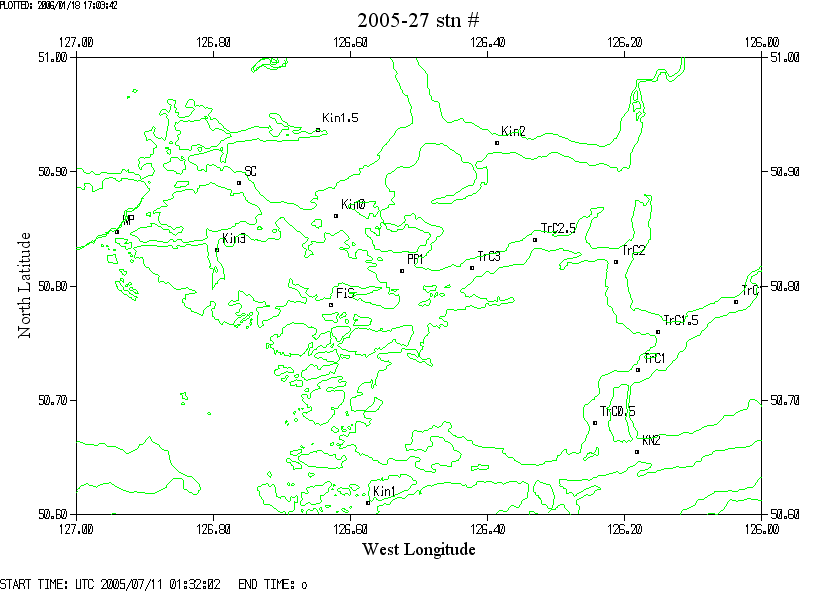 PLOTTED: 2006/01/18 17:03:42
2005-27 stn #
127.00 126.80 126.60 126.40 126.20 126.00
51.00 51.00
Kin1.5
Kin2
50.90 SC 50.90
Kin0
WP
Kin3 TrC2.5
TrC2
PP1 TrC3
50.80 FiS TrC 50.80
TrC1.5
TrC1
50.70 TrC0.5 50.70
KN2
Kin1
50.60 50.60
127.00 126.80 126.60 126.40 126.20 126.00
North Latitude
West Longitude
START TIME: UTC 2005/07/11 01:32:02 END TIME: o